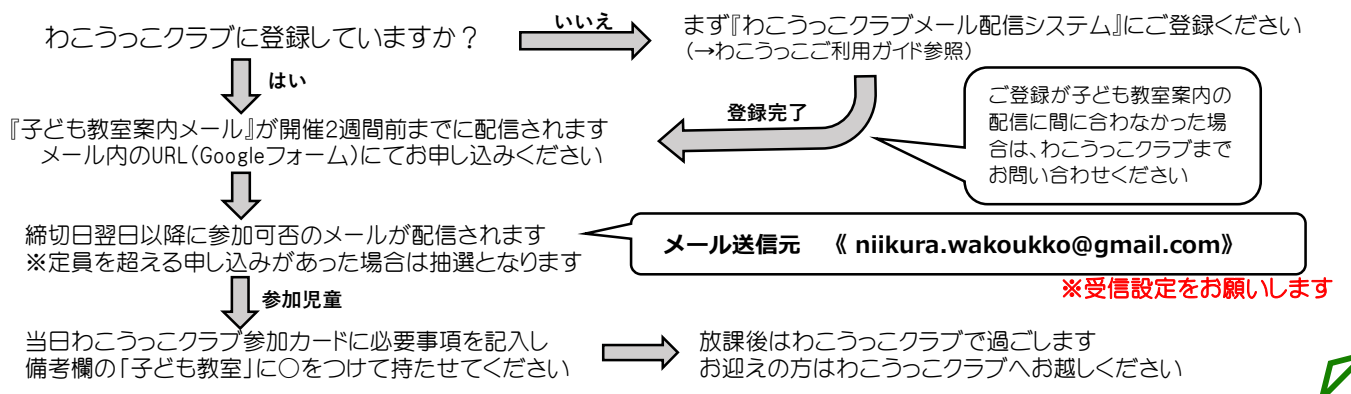 わこうっこクラブに登録していますか？
いいえ
まず『わこうっこクラブメール配信システム』にご登録ください
（→わこうっこご利用ガイド参照）
はい
登録完了
ご登録が子ども教室案内の
配信に間に合わなかった場
合は、わこうっこクラブまで
お問い合わせください
『子ども教室案内メール』が開催2週間前までに配信されます
メール内のURL（Googleフォーム）にてお申し込みください
締切日翌日以降に参加可否のメールが配信されます
※定員を超える申し込みがあった場合は抽選となります
メール送信元　《 niikura.wakoukko@gmail.com》
※受信設定をお願いします
参加児童
当日わこうっこクラブ参加カードに必要事項を記入し
備考欄の「子ども教室」に○をつけて持たせてください
放課後はわこうっこクラブで過ごします
お迎えの方はわこうっこクラブへお越しください